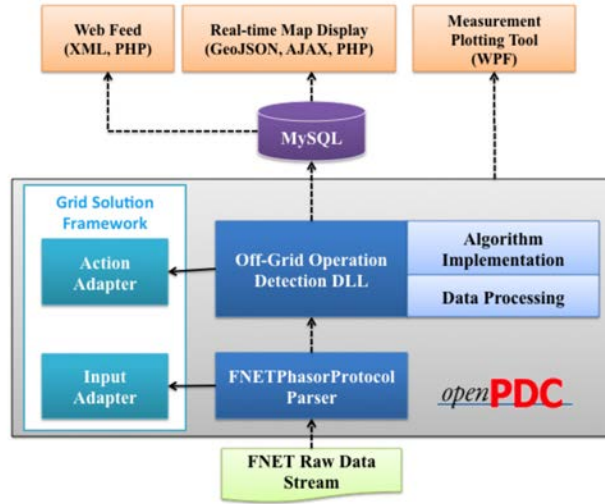 Web Feed
(XML, PHP)
Real-time Map Display
(GeoJSON, AJAX, PHP)
Measurement
Plotting Tool
(WPF)
MySQL
Grid Solution
Framework
Action
Adapter
Off-Grid Operation
Detection DLL
Algorithm
Implementation
Data Processing
Input
Adapter
FNETPhasorProtocol
Parser
openPDC
FNET Raw Data
Stream